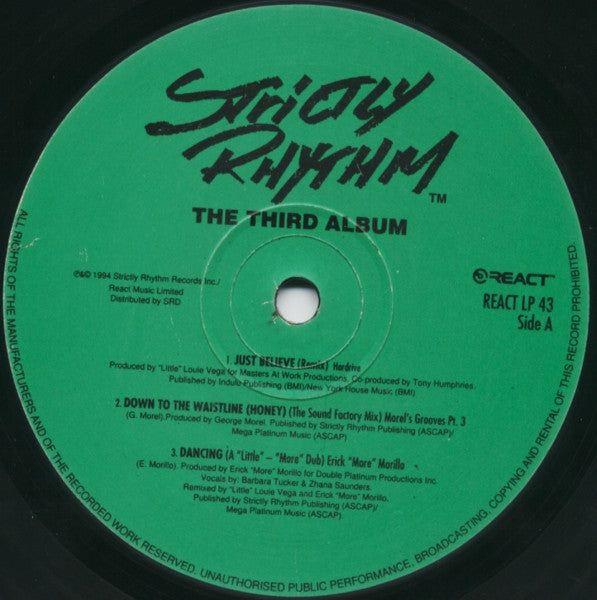 STRICTLY
RHYTHM
TM
THE THIRD ALBUM
℗&© 1994 Strictly Rhythm Records Inc./
React Music Limited
Distributed by SRD
REACT™
REACT LP 43
Side A
1. JUST BELIEVE (Remix) Hardrive
Produced by "Little" Louie Vega for Masters At Work Productions. Co-produced by Tony Humphries.
Published by Indulo Publishing (BMI)/New York House Music (BMI)
2. DOWN TO THE WAISTLINE (HONEY) (The Sound Factory Mix) Morel's Grooves Pt. 3
(G. Morel). Produced by George Morel. Published by Strictly Rhythm Publishing (ASCAP)/
Mega Platinum Music (ASCAP)
3. DANCING (A "Little" – "More" Dub) Erick "More" Morillo
(E. Morillo). Produced by Erick "More" Morillo for Double Platinum Productions Inc.
Vocals by: Barbara Tucker & Zhana Saunders.
Remixed by "Little" Louie Vega and Erick "More" Morillo.
Published by Strictly Rhythm Publishing (ASCAP)/
Mega Platinum Music (ASCAP).
ALL RIGHTS OF THE MANUFACTURERS AND OF THE RECORDED WORK RESERVED. UNAUTHORISED PUBLIC PERFORMANCE, BROADCASTING, COPYING AND RENTAL OF THIS RECORD PROHIBITED.